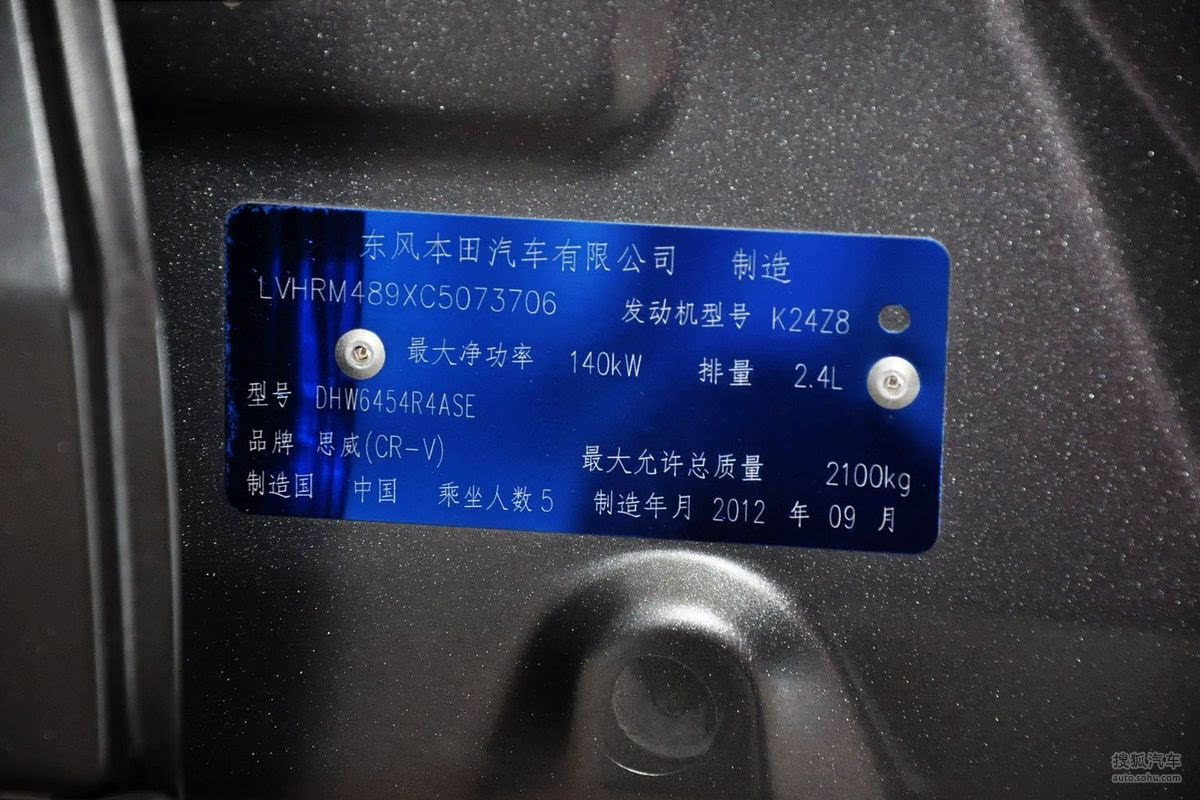 东风本田汽车有限公司 制造
LVHRM489XC5073706 发动机型号 K24Z8
最大净功率 140kW 排量 2.4L
型号 DHW6454R4ASE
品牌 思威(CR-V) 最大允许总质量 2100kg
制造国 中国 乘坐人数 5 制造年月 2012 年 09 月
搜狐汽车
auto.sohu.com